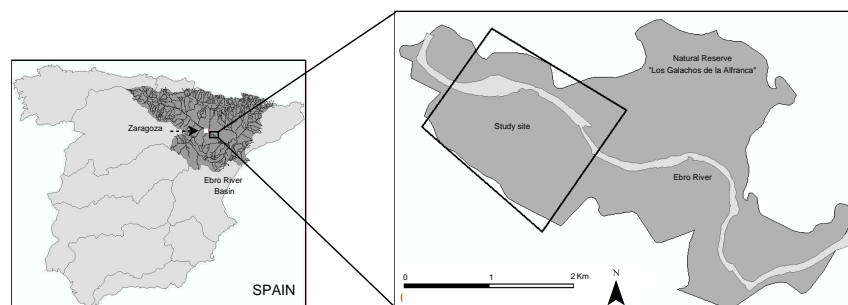 Zaragoza
Ebro River
Basin
SPAIN
Natural Reserve
"Los Galachos de la Alfranca"
Study site
Ebro River
0 1 2 Km
N